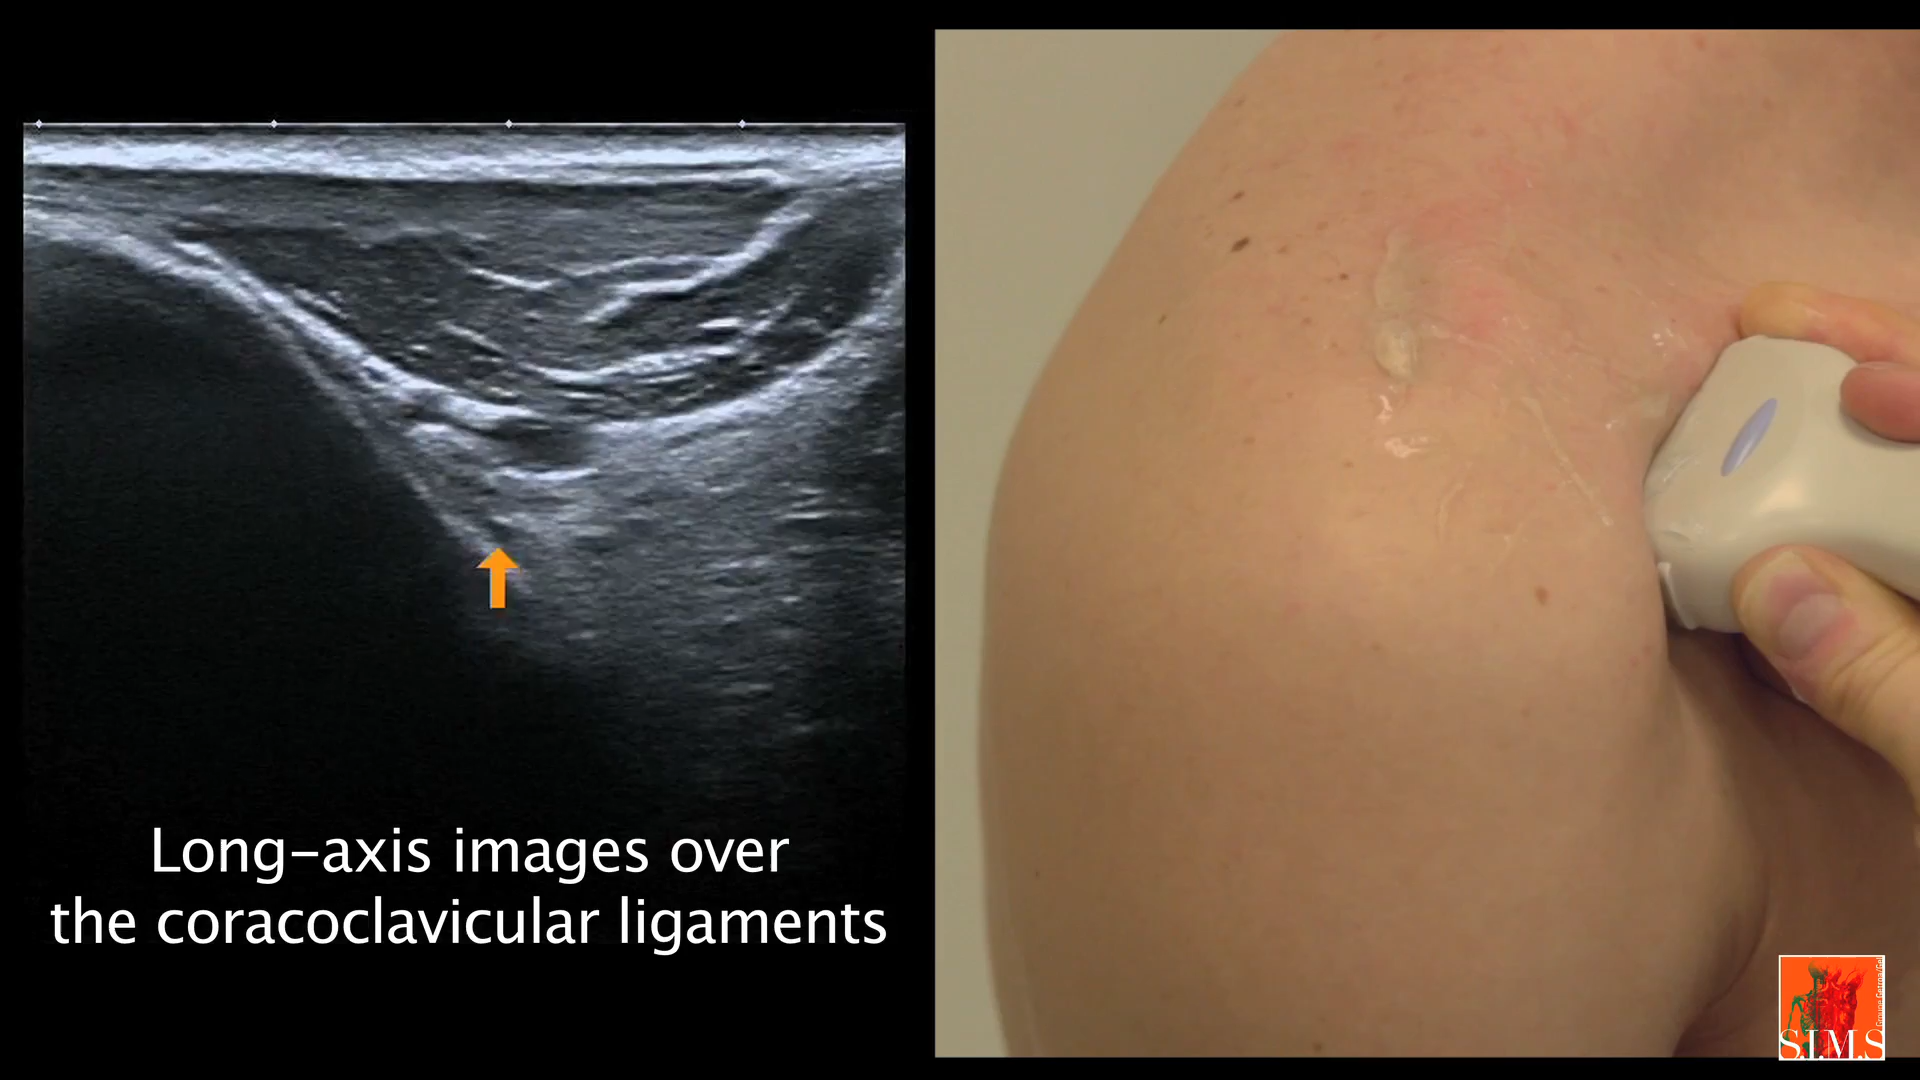 Long-axis images over
the coracoclavicular ligaments
S.I.M.S